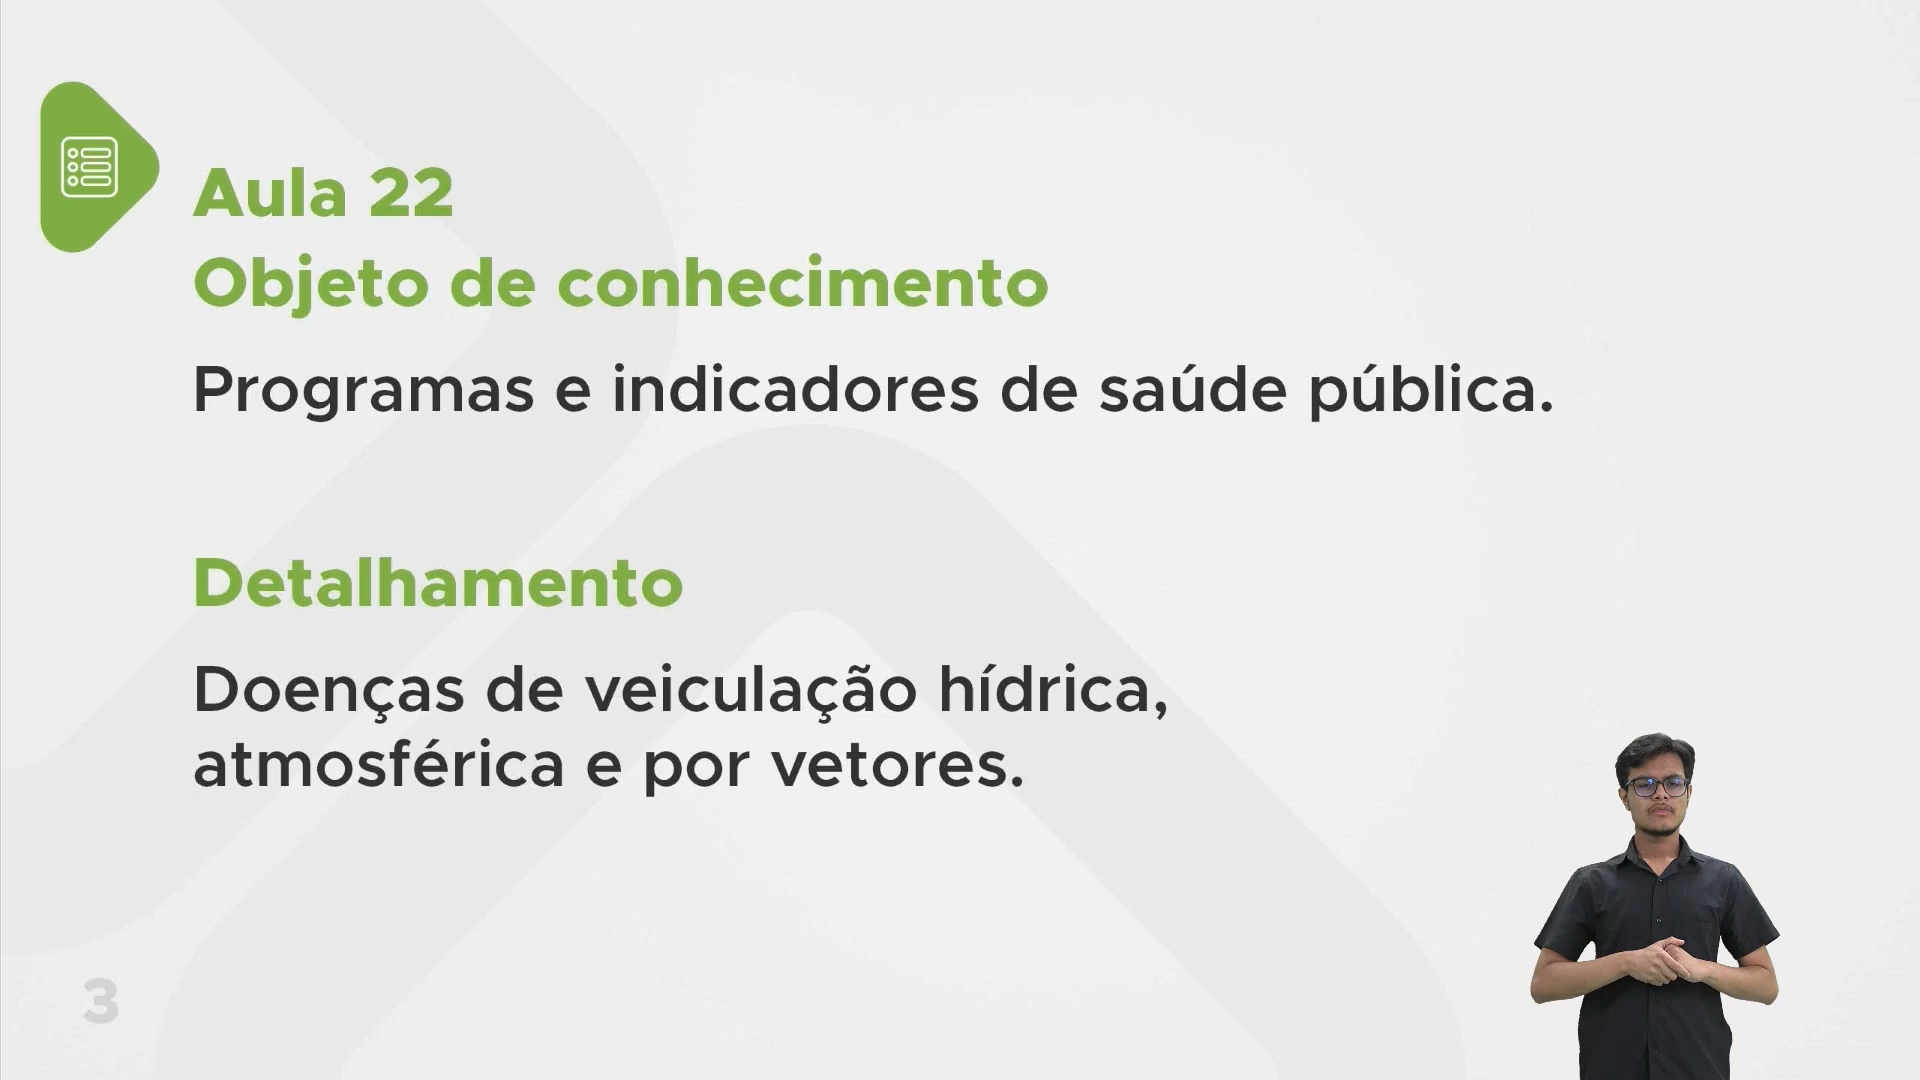 Aula 22
Objeto de conhecimento
Programas e indicadores de saúde pública.
Detalhamento
Doenças de veiculação hídrica,
atmosférica e por vetores.
3